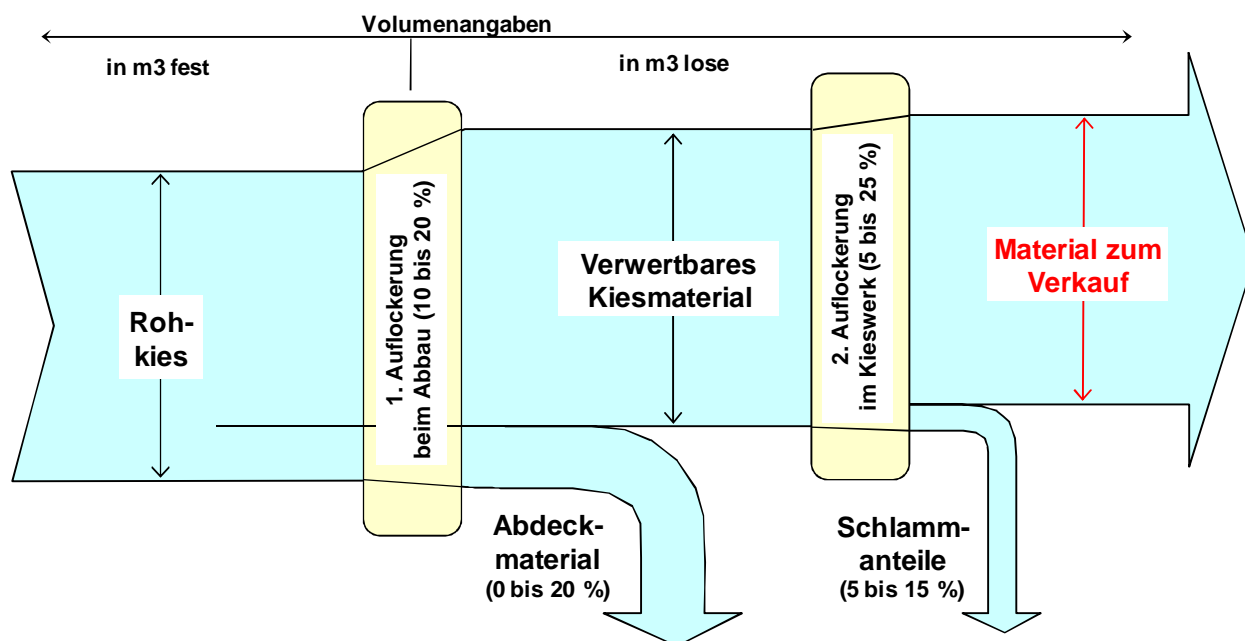 Volumenangaben
in m3 fest
in m3 lose
Roh-
kies
1. Auflockerung
beim Abbau (10 bis 20 %)
Verwertbares
Kiesmaterial
2. Auflockerung
im Kieswerk (5 bis 25 %)
Material zum
Verkauf
Abdeck-
material
(0 bis 20 %)
Schlamm-
anteile
(5 bis 15 %)